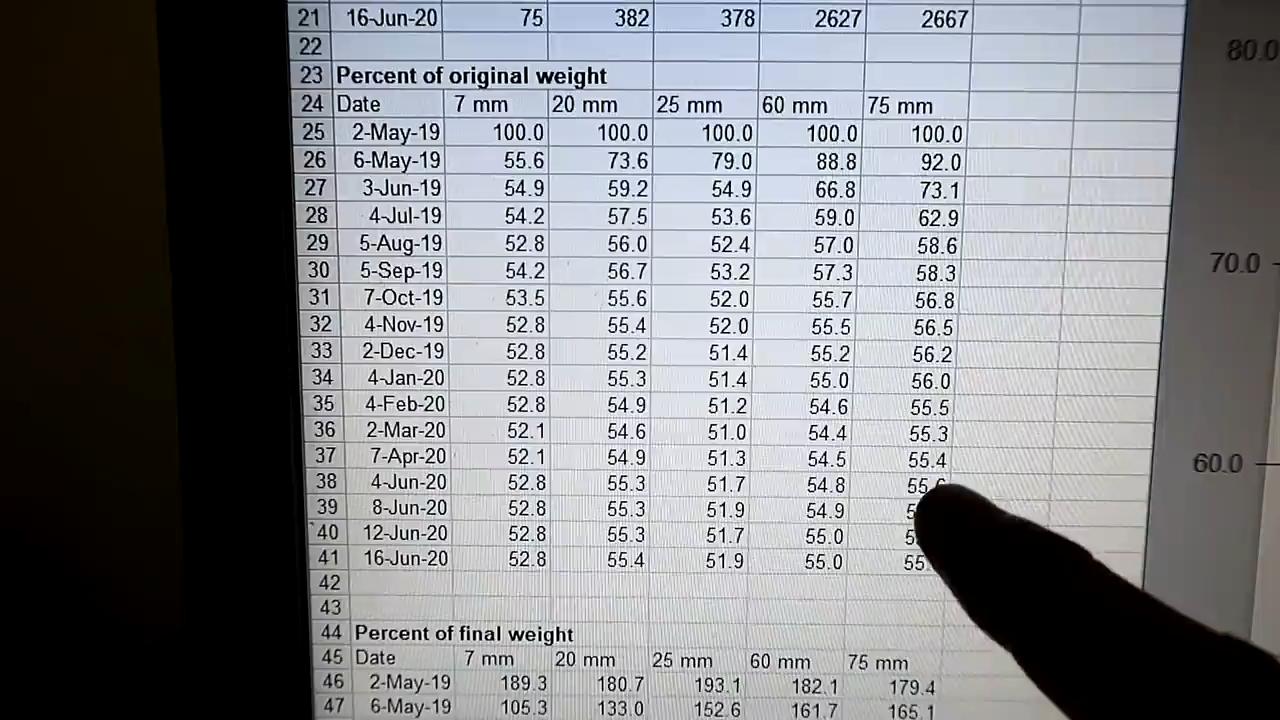 21 16-Jun-20 75 382 378 2627 2667
22
23 Percent of original weight
24 Date 7 mm 20 mm 25 mm 60 mm 75 mm
25 2-May-19 100.0 100.0 100.0 100.0 100.0
26 6-May-19 55.6 73.6 79.0 88.8 92.0
27 3-Jun-19 54.9 59.2 54.9 66.8 73.1
28 4-Jul-19 54.2 57.5 53.6 59.0 62.9
29 5-Aug-19 52.8 56.0 52.4 57.0 58.6
30 5-Sep-19 54.2 56.7 53.2 57.3 58.3
31 7-Oct-19 53.5 55.6 52.0 55.7 56.8
32 4-Nov-19 52.8 55.4 52.0 55.5 56.5
33 2-Dec-19 52.8 55.2 51.4 55.2 56.2
34 4-Jan-20 52.8 55.3 51.4 55.0 56.0
35 4-Feb-20 52.8 54.9 51.2 54.6 55.5
36 2-Mar-20 52.1 54.6 51.0 54.4 55.3
37 7-Apr-20 52.1 54.9 51.3 54.5 55.4
38 4-Jun-20 52.8 55.3 51.7 54.8
39 8-Jun-20 52.8 55.3 51.9 54.9
40 12-Jun-20 52.8 55.3 51.7 55.0
41 16-Jun-20 52.8 55.4 51.9 55.0
42
43
44 Percent of final weight
45 Date 7 mm 20 mm 25 mm 60 mm 75 mm
46 2-May-19 189.3 180.7 193.1 182.1 179.4
47 6-May-19 105.3 133.0 152.6 161.7 165.1
80.0
70.0
60.0